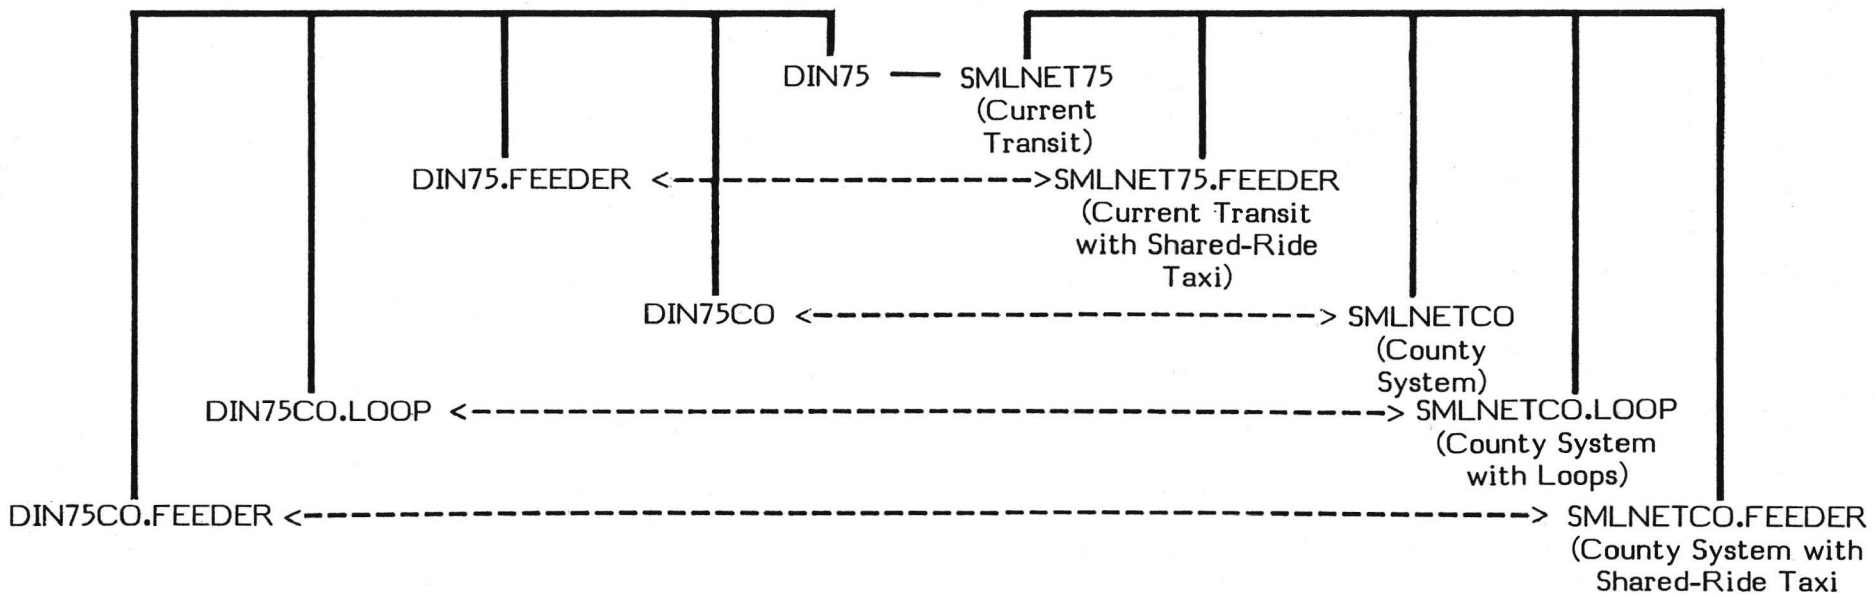 DIN75 — SMLNET75
(Current
Transit)
DIN75.FEEDER <-----------> SMLNET75.FEEDER
(Current Transit
with Shared-Ride
Taxi)
DIN75CO <-----------> SMLNETCO
(County
System)
DIN75CO.LOOP <-----------> SMLNETCO.LOOP
(County System
with Loops)
DIN75CO.FEEDER <-----------> SMLNETCO.FEEDER
(County System with
Shared-Ride Taxi